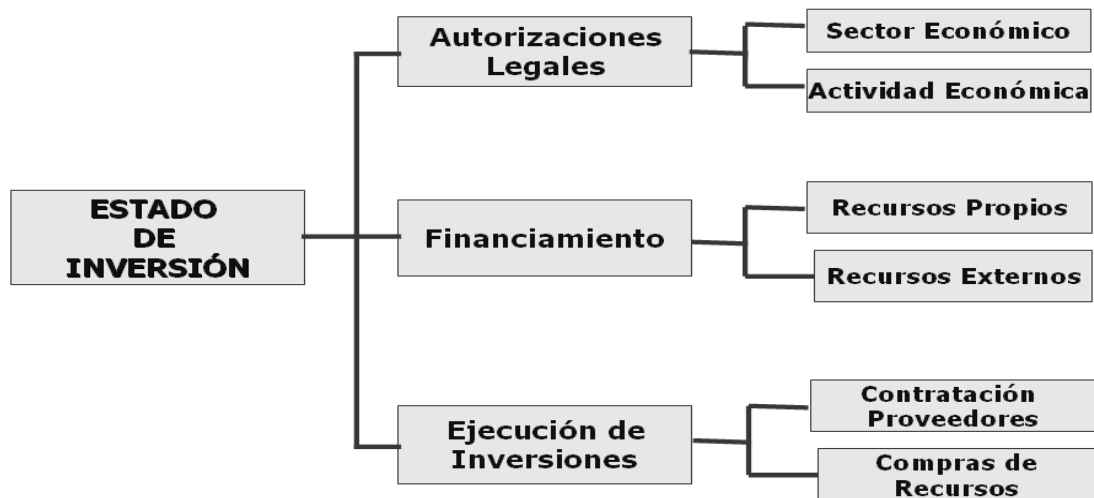 ESTADO
DE
INVERSIÓN
Autorizaciones
Legales
Sector Económico
Actividad Económica
Financiamiento
Recursos Propios
Recursos Externos
Ejecución de
Inversiones
Contratación
Proveedores
Compras de
Recursos